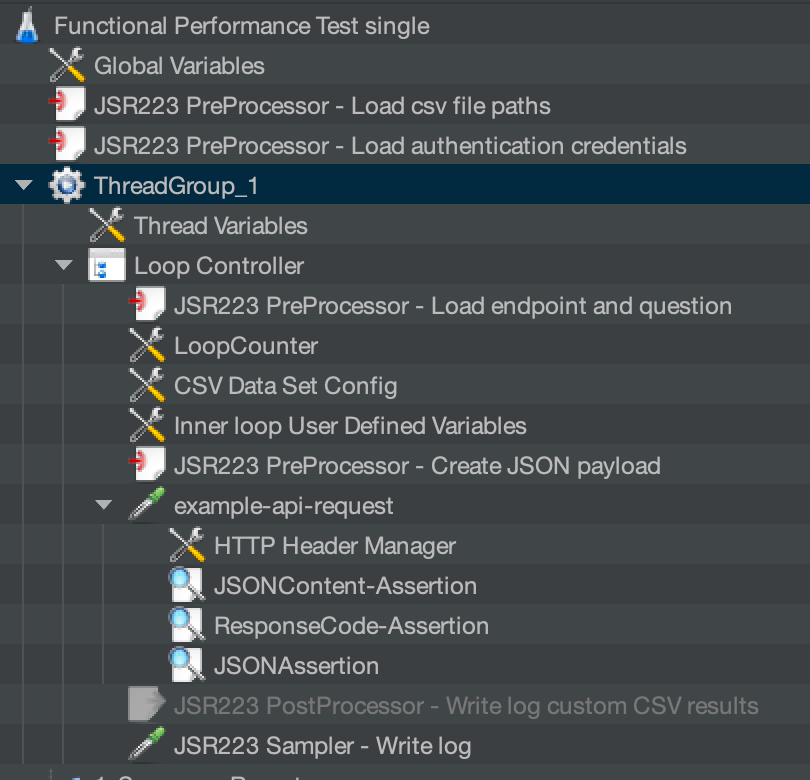 Functional Performance Test single
Global Variables
JSR223 PreProcessor - Load csv file paths
JSR223 PreProcessor - Load authentication credentials
ThreadGroup_1
Thread Variables
Loop Controller
JSR223 PreProcessor - Load endpoint and question
LoopCounter
CSV Data Set Config
Inner loop User Defined Variables
JSR223 PreProcessor - Create JSON payload
example-api-request
HTTP Header Manager
JSONContent-Assertion
ResponseCode-Assertion
JSONAssertion
JSR223 PostProcessor - Write log custom CSV results
JSR223 Sampler - Write log